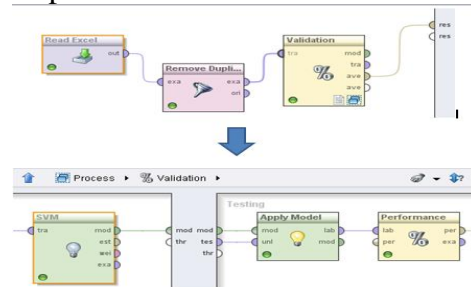 Read Excel
out
Remove Dupli...
exa
exa
ori
Validation
tra
mod
tra
ave
ave
res
res
Process ▸ Validation ▸
Testing
SVM
tra
mod
est
wei
exa
mod
thr
mod
tes
thr
Apply Model
mod
unl
lab
mod
Performance
lab
per
per
exa